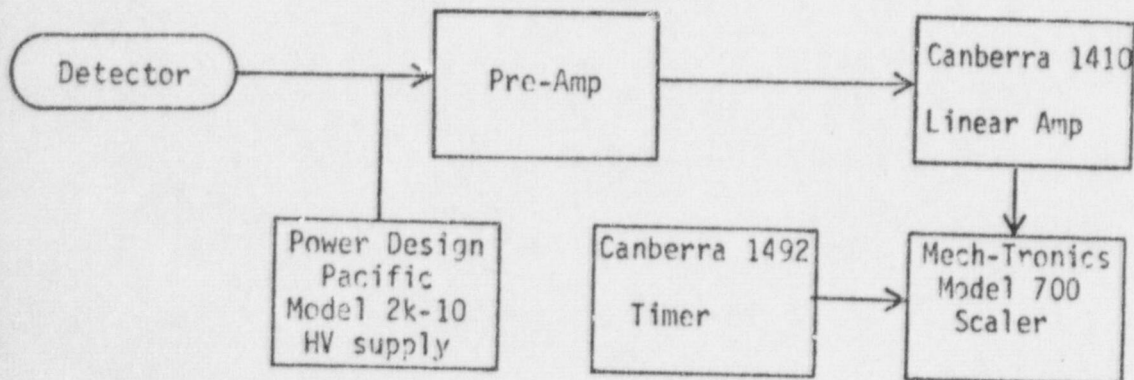 Detector
Pre-Amp
Canberra 1410
Linear Amp
Power Design
Pacific
Model 2k-10
HV supply
Canberra 1492
Timer
Mech-Tronics
Model 700
Scaler